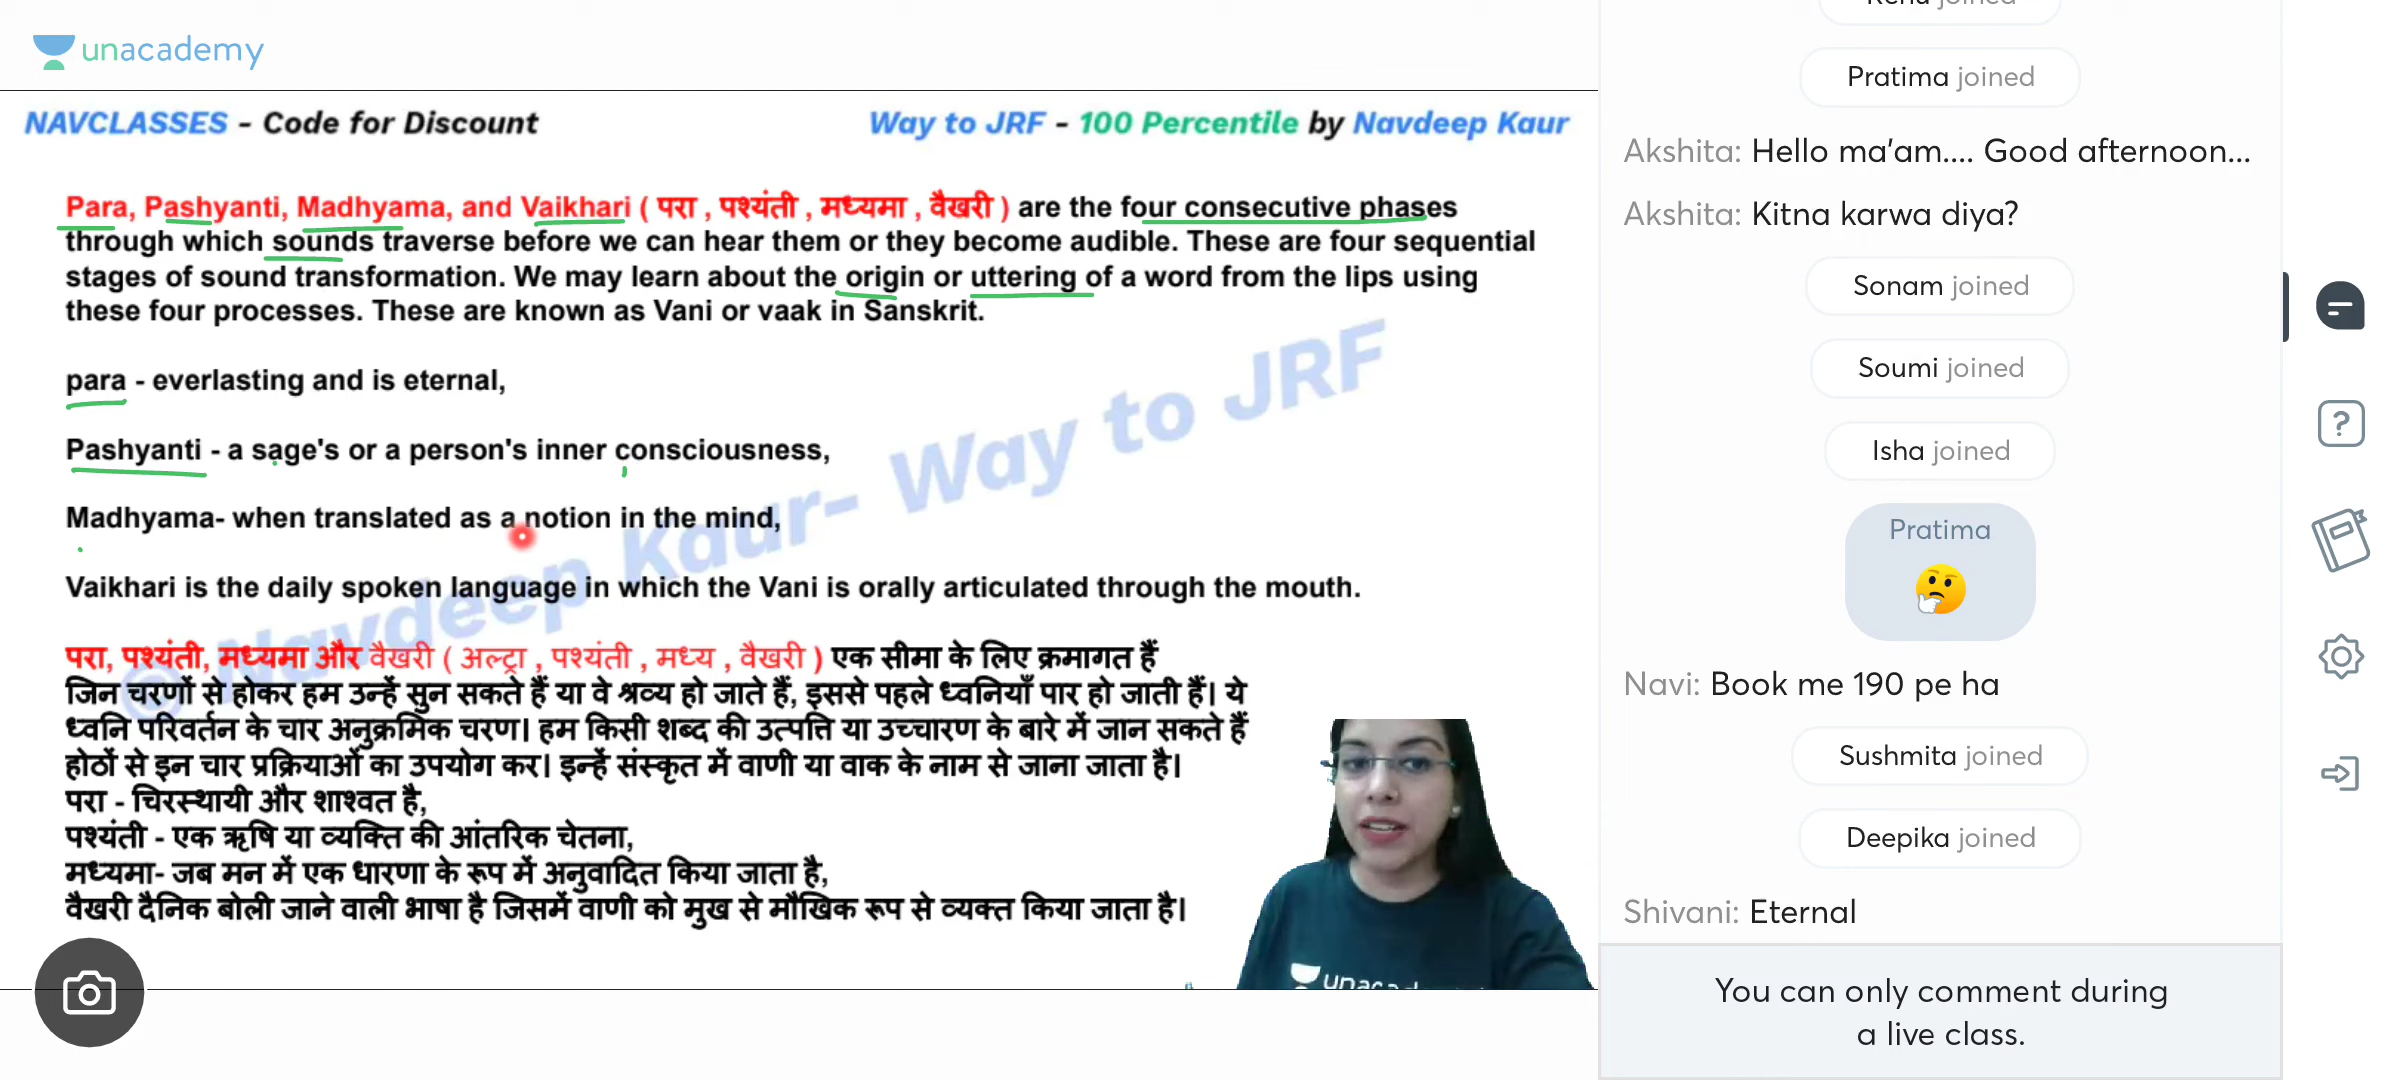 unacademy
NAVCLASSES - Code for Discount
Way to JRF - 100 Percentile by Navdeep Kaur
Para, Pashyanti, Madhyama, and Vaikhari ( परा , पश्यंती , मध्यमा , वैखरी ) are the four consecutive phases
through which sounds traverse before we can hear them or they become audible. These are four sequential
stages of sound transformation. We may learn about the origin or uttering of a word from the lips using
these four processes. These are known as Vani or vaak in Sanskrit.
para - everlasting and is eternal,
Pashyanti - a sage's or a person's inner consciousness,
Madhyama- when translated as a notion in the mind,
Vaikhari is the daily spoken language in which the Vani is orally articulated through the mouth.
परा, पश्यंती, मध्यमा और वैखरी ( अल्ट्रा , पश्यंती , मध्य , वैखरी ) एक सीमा के लिए क्रमागत हैं
जिन चरणों से होकर हम उन्हें सुन सकते हैं या वे श्रव्य हो जाते हैं, इससे पहले ध्वनियाँ पार हो जाती हैं। ये
ध्वनि परिवर्तन के चार अनुक्रमिक चरण। हम किसी शब्द की उत्पत्ति या उच्चारण के बारे में जान सकते हैं
होठों से इन चार प्रक्रियाओं का उपयोग कर। इन्हें संस्कृत में वाणी या वाक के नाम से जाना जाता है।
परा - चिरस्थायी और शाश्वत है,
पश्यंती - एक ऋषि या व्यक्ति की आंतरिक चेतना,
मध्यमा- जब मन में एक धारणा के रूप में अनुवादित किया जाता है,
वैखरी दैनिक बोली जाने वाली भाषा है जिसमें वाणी को मुख से मौखिक रूप से व्यक्त किया जाता है।
@ Navdeep Kaur- Way to JRF
joined
Pratima joined
Akshita: Hello ma'am.... Good afternoon...
Akshita: Kitna karwa diya?
Sonam joined
Soumi joined
Isha joined
Pratima
🤔
Navi: Book me 190 pe ha
Sushmita joined
Deepika joined
Shivani: Eternal
You can only comment during
a live class.